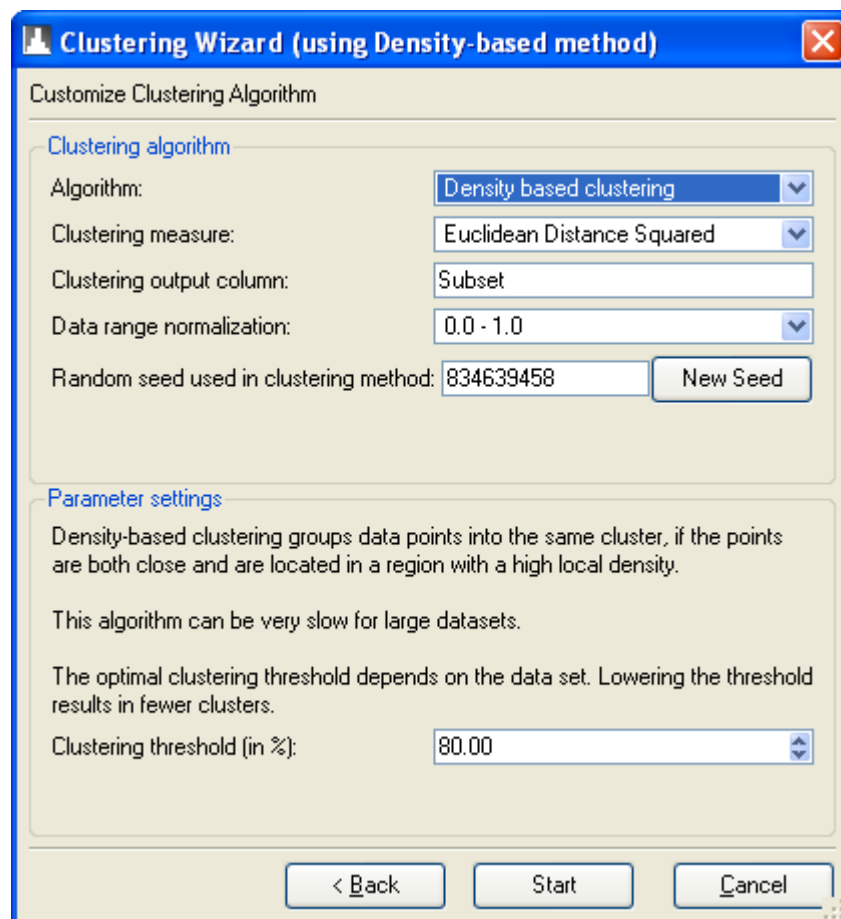 Clustering Wizard (using Density-based method)
Customize Clustering Algorithm
Clustering algorithm
Algorithm: Density based clustering
Clustering measure: Euclidean Distance Squared
Clustering output column: Subset
Data range normalization: 0.0 - 1.0
Random seed used in clustering method: 834639458 New Seed
Parameter settings
Density-based clustering groups data points into the same cluster, if the points
are both close and are located in a region with a high local density.
This algorithm can be very slow for large datasets.
The optimal clustering threshold depends on the data set. Lowering the threshold
results in fewer clusters.
Clustering threshold (in %): 80.00
< Back Start Cancel